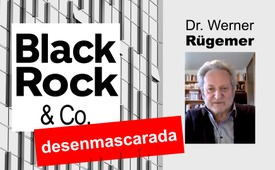 Black
Rock
& Co.
desenmascarada
Dr. Werner
Rügemer